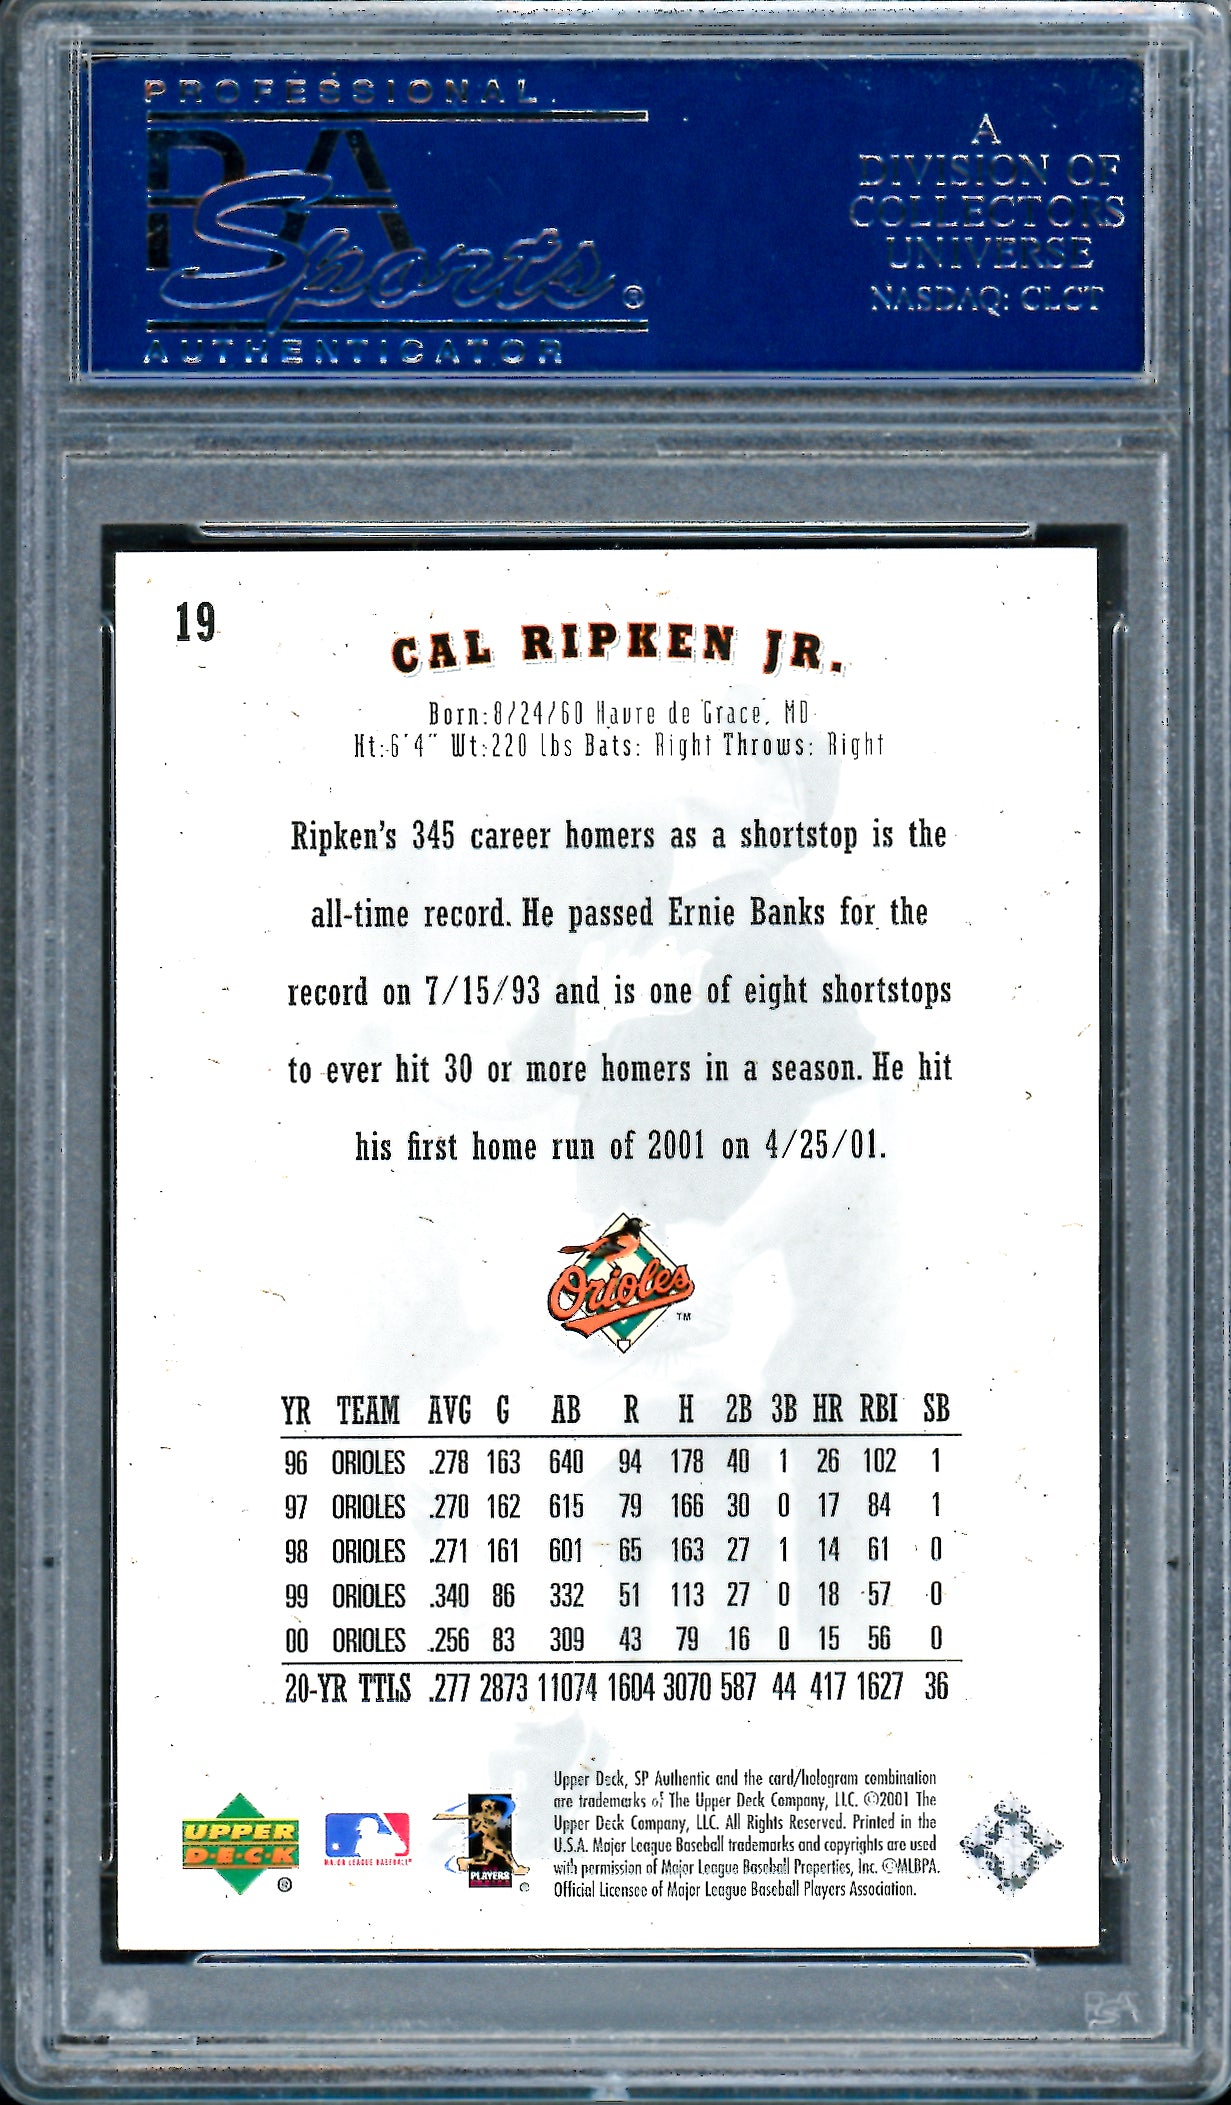 PROFESSIONAL
PSA
Sports ®
AUTHENTICATOR
A
DIVISION OF
COLLECTORS
UNIVERSE
NASDAQ: CLCT
19
CAL RIPKEN JR.
Born:8/24/60 Havre de Grace, MD
Ht:6'4" Wt:220 lbs Bats: Right Throws: Right
Ripken's 345 career homers as a shortstop is the
all-time record. He passed Ernie Banks for the
record on 7/15/93 and is one of eight shortstops
to ever hit 30 or more homers in a season. He hit
his first home run of 2001 on 4/25/01.
Orioles TM
YR TEAM AVG G AB R H 2B 3B HR RBI SB
96 ORIOLES .278 163 640 94 178 40 1 26 102 1
97 ORIOLES .270 162 615 79 166 30 0 17 84 1
98 ORIOLES .271 161 601 65 163 27 1 14 61 0
99 ORIOLES .340 86 332 51 113 27 0 18 57 0
00 ORIOLES .256 83 309 43 79 16 0 15 56 0
20-YR TTLS .277 2873 11074 1604 3070 587 44 417 1627 36
Upper Deck, SP Authentic and the card/hologram combination
are trademarks of The Upper Deck Company, LLC. ©2001 The
Upper Deck Company, LLC. All Rights Reserved. Printed in the
U.S.A. Major League Baseball trademarks and copyrights are used
with permission of Major League Baseball Properties, Inc. ©MLBPA.
Official Licensee of Major League Baseball Players Association.
UPPER
DECK ®
MAJOR LEAGUE BASEBALL
PLAYERS
PSA